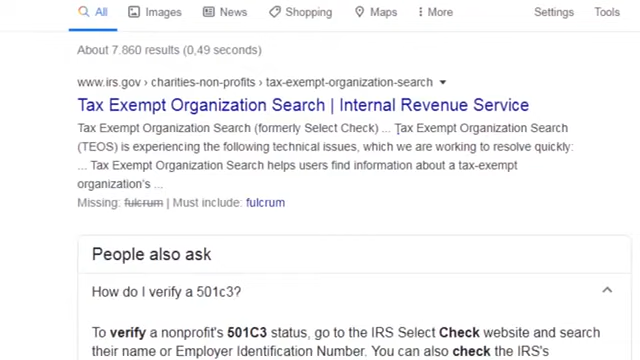 All Images News Shopping Maps More Settings Tools
About 7.860 results (0,49 seconds)
www.irs.gov › charities-non-profits › tax-exempt-organization-search
Tax Exempt Organization Search | Internal Revenue Service
Tax Exempt Organization Search (formerly Select Check) ... Tax Exempt Organization Search
(TEOS) is experiencing the following technical issues, which we are working to resolve quickly:
... Tax Exempt Organization Search helps users find information about a tax-exempt
organization's ...
Missing: fulcrum | Must include: fulcrum
People also ask
How do I verify a 501c3?
To verify a nonprofit's 501C3 status, go to the IRS Select Check website and search
their name or Employer Identification Number. You can also check the IRS's